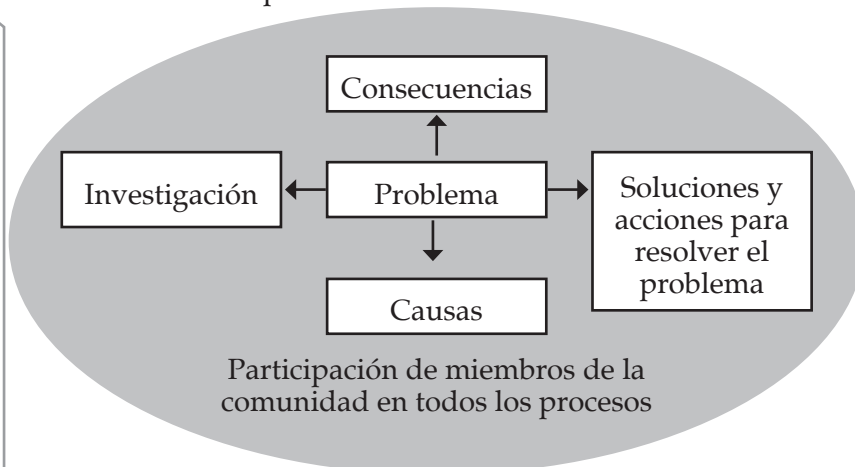 Consecuencias
Investigación
Problema
Soluciones y
acciones para
resolver el
problema
Causas
Participación de miembros de la
comunidad en todos los procesos